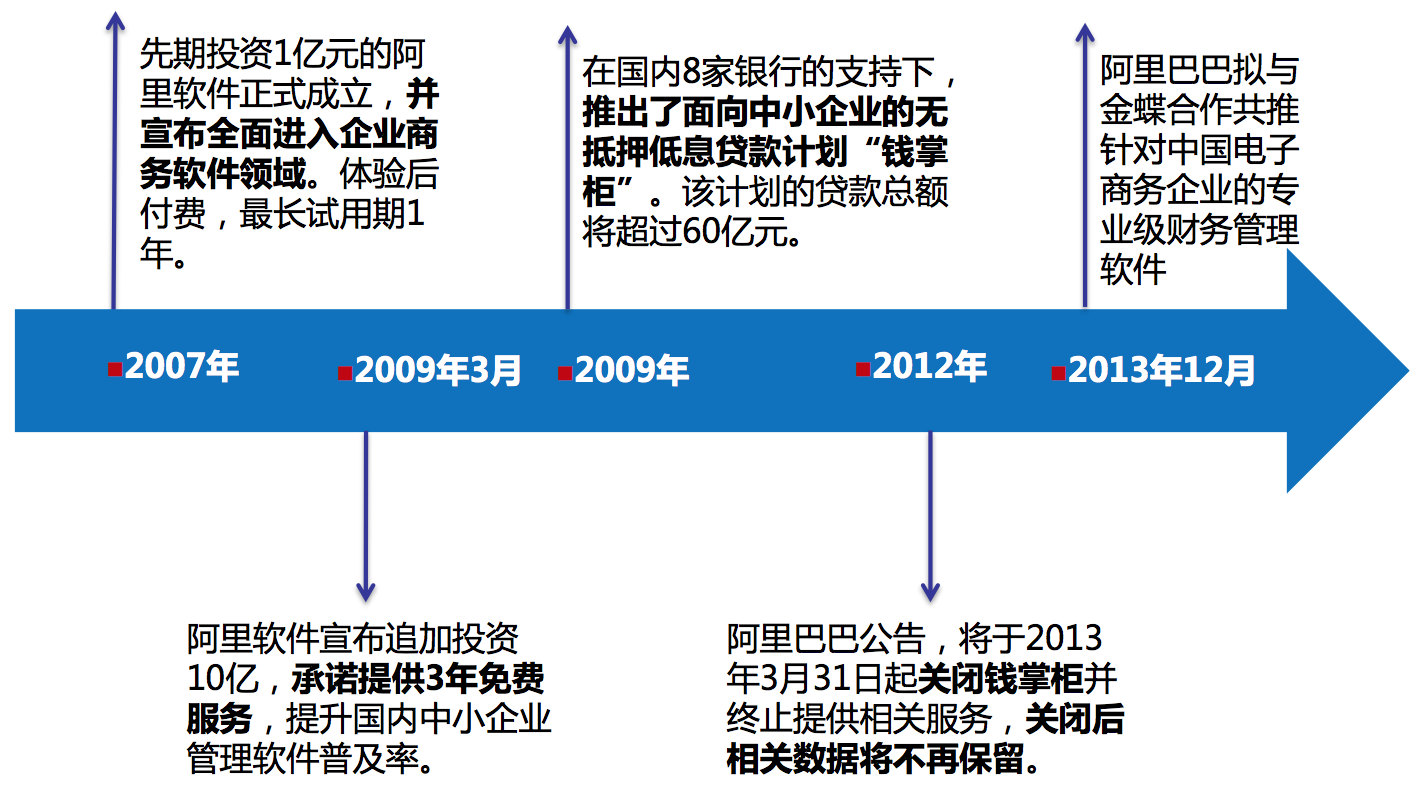 先期投资1亿元的阿
里软件正式成立，并
宣布全面进入企业商
务软件领域。体验后
付费，最长试用期1
年。
在国内8家银行的支持下，
推出了面向中小企业的无
抵押低息贷款计划“钱掌
柜”。该计划的贷款总额
将超过60亿元。
阿里巴巴拟与
金蝶合作共推
针对中国电子
商务企业的专
业级财务管理
软件
2007年
2009年3月
2009年
2012年
2013年12月
阿里软件宣布追加投资
10亿，承诺提供3年免费
服务，提升国内中小企业
管理软件普及率。
阿里巴巴公告，将于2013
年3月31日起关闭钱掌柜并
终止提供相关服务，关闭后
相关数据将不再保留。